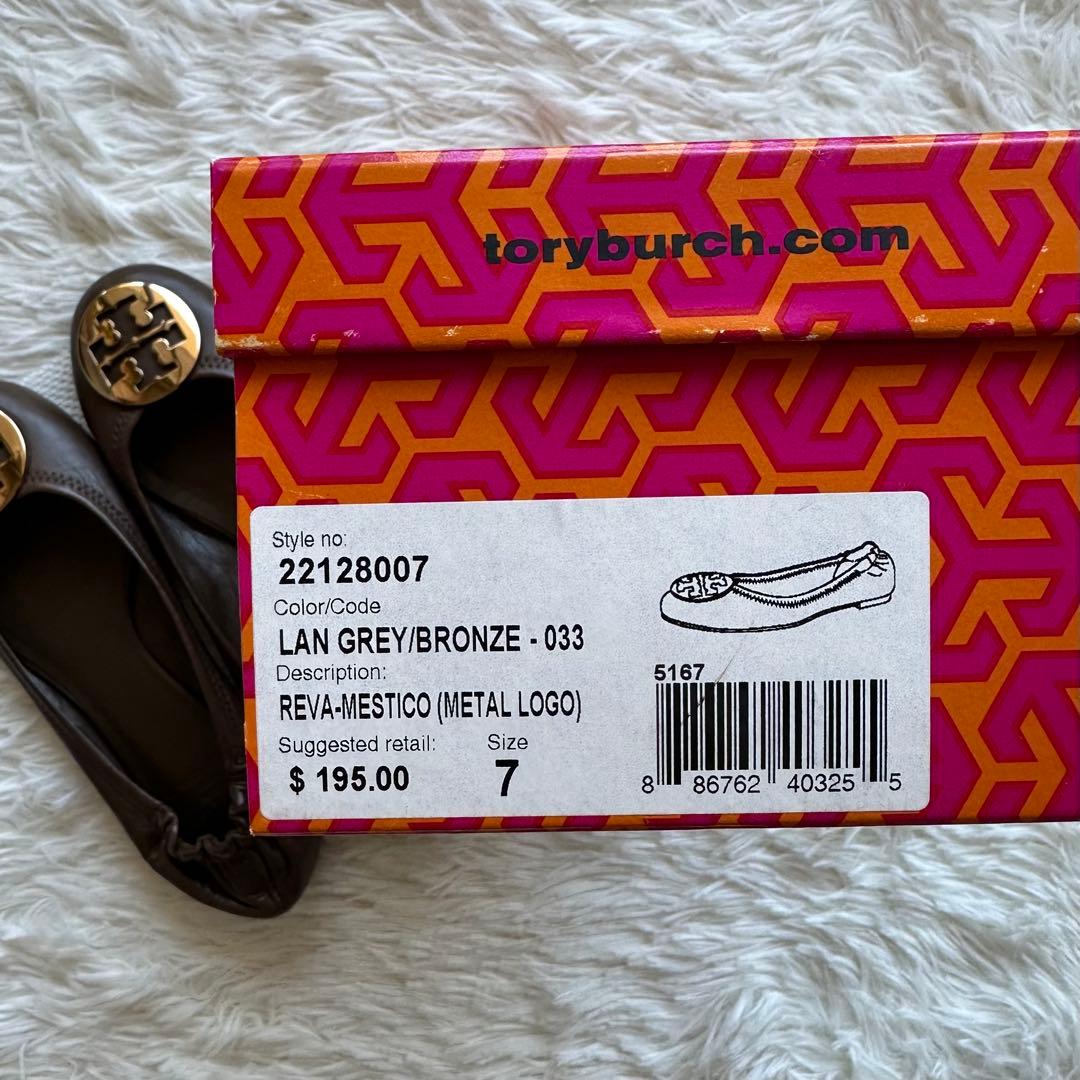 toryburch.com
Style no:
22128007
Color/Code
LAN GREY/BRONZE - 033
Description:
REVA-MESTICO (METAL LOGO)
Suggested retail: Size
$ 195.00 7
5167
8 86762 40325 5